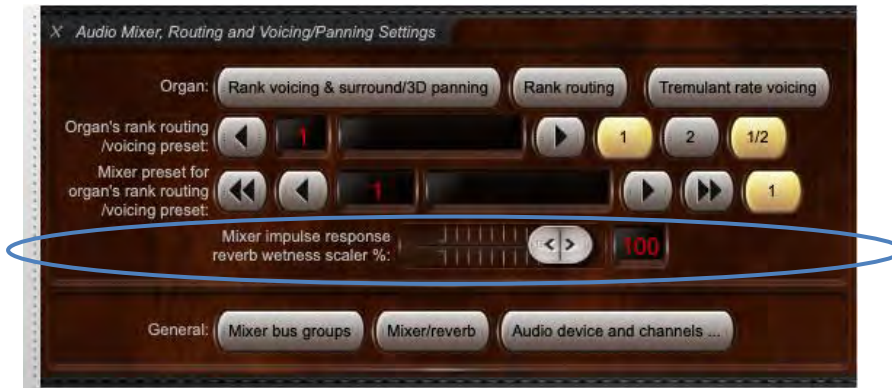 X Audio Mixer, Routing and Voicing/Panning Settings
Organ: Rank voicing & surround/3D panning Rank routing Tremulant rate voicing
Organ's rank routing
/voicing preset: 1 1 2 1/2
Mixer preset for
organ's rank routing
/voicing preset: 1 1
Mixer impulse response
reverb wetness scaler %: < > 100
General: Mixer bus groups Mixer/reverb Audio device and channels ...